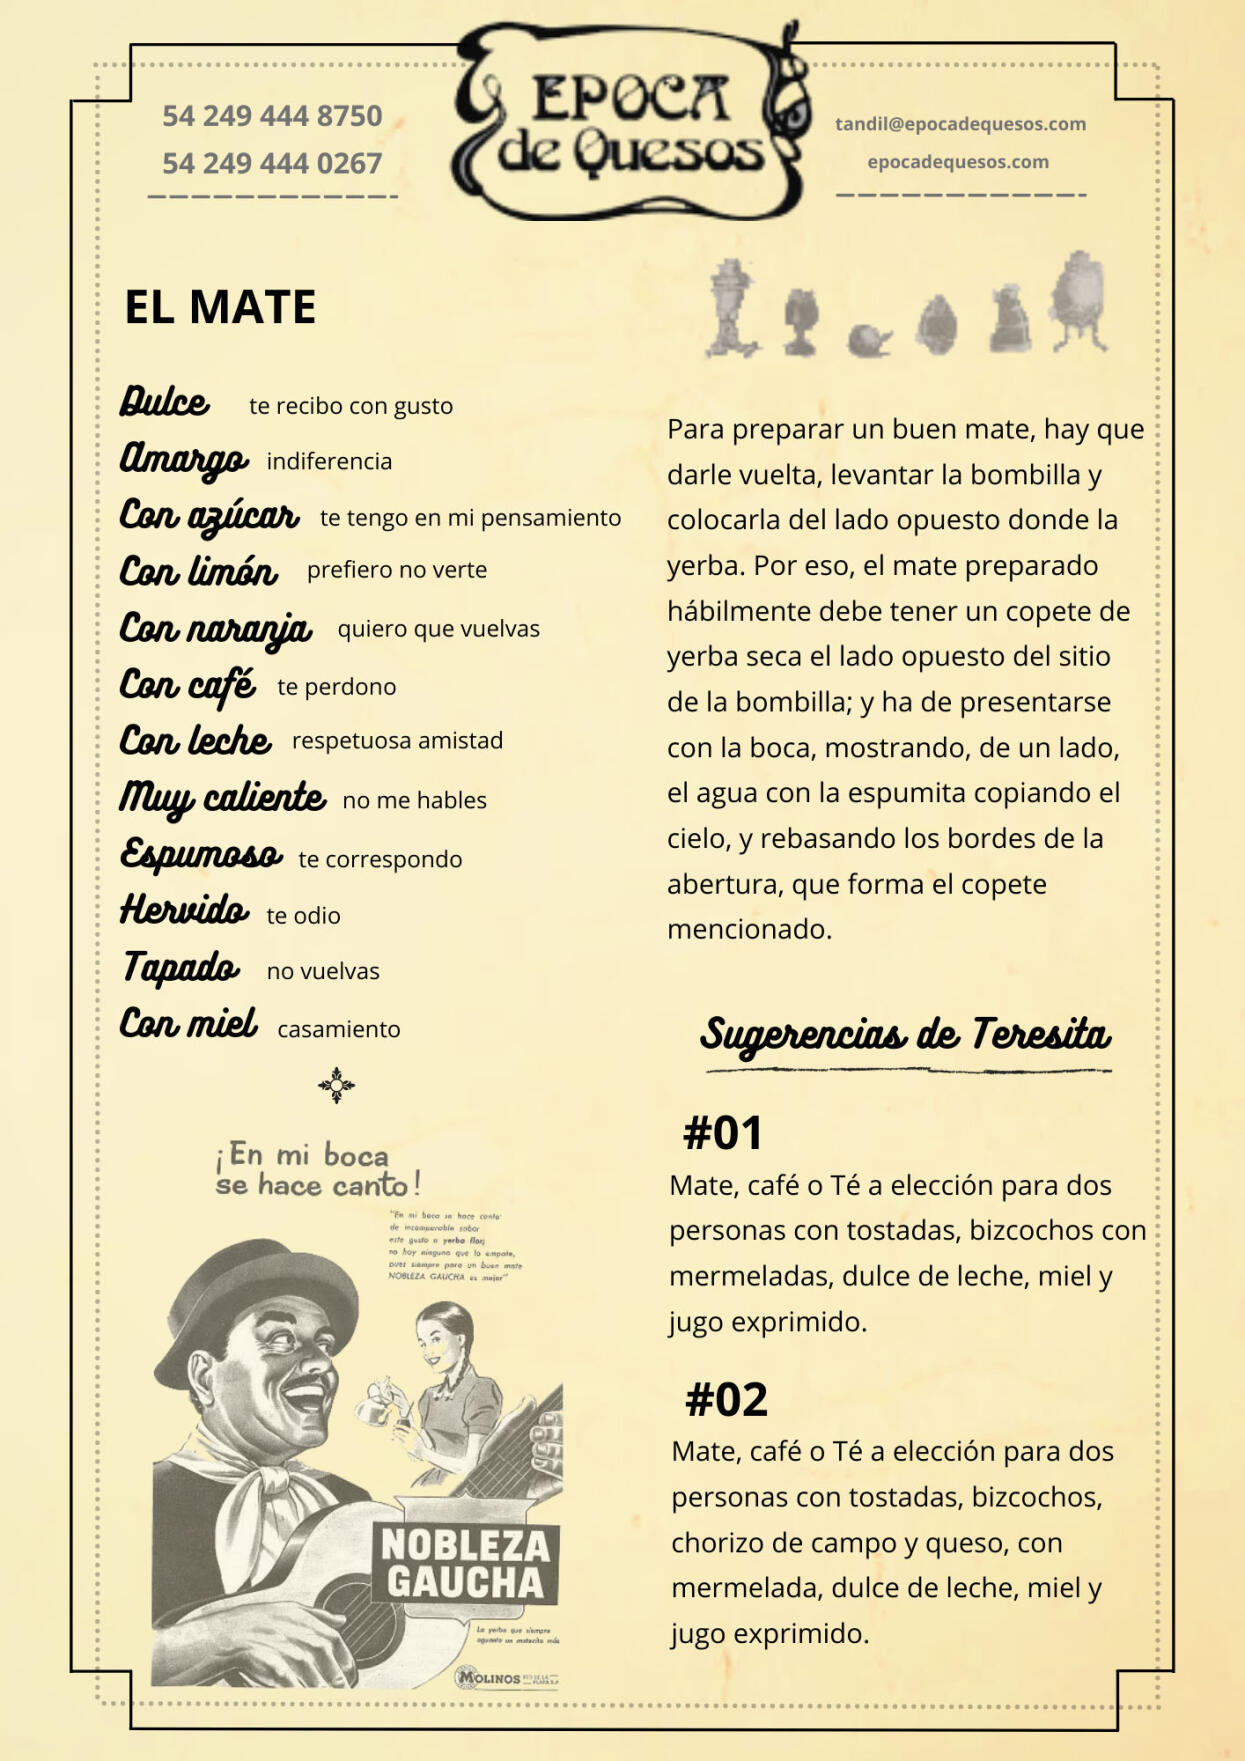 54 249 444 8750
54 249 444 0267
EPOCA
de Quesos
tandil@epocadequesos.com
epocadequesos.com
EL MATE
Dulce te recibo con gusto
Amargo indiferencia
Con azúcar te tengo en mi pensamiento
Con limón prefiero no verte
Con naranja quiero que vuelvas
Con café te perdono
Con leche respetuosa amistad
Muy caliente no me hables
Espumoso te correspondo
Hervido te odio
Tapado no vuelvas
Con miel casamiento
¡En mi boca
se hace canto!
"En mi boca se hace canto
de incomparable sabor
este gusto a yerba flor;
no hay ninguno que lo empate,
pues siempre para un buen mate
NOBLEZA GAUCHA es mejor"
NOBLEZA
GAUCHA
La yerba que siempre
aguanta un matecito más
MOLINOS RIO DE LA
PLATA S.A.
Para preparar un buen mate, hay que
darle vuelta, levantar la bombilla y
colocarla del lado opuesto donde la
yerba. Por eso, el mate preparado
hábilmente debe tener un copete de
yerba seca el lado opuesto del sitio
de la bombilla; y ha de presentarse
con la boca, mostrando, de un lado,
el agua con la espumita copiando el
cielo, y rebasando los bordes de la
abertura, que forma el copete
mencionado.
Sugerencias de Teresita
#01
Mate, café o Té a elección para dos
personas con tostadas, bizcochos con
mermeladas, dulce de leche, miel y
jugo exprimido.
#02
Mate, café o Té a elección para dos
personas con tostadas, bizcochos,
chorizo de campo y queso, con
mermelada, dulce de leche, miel y
jugo exprimido.